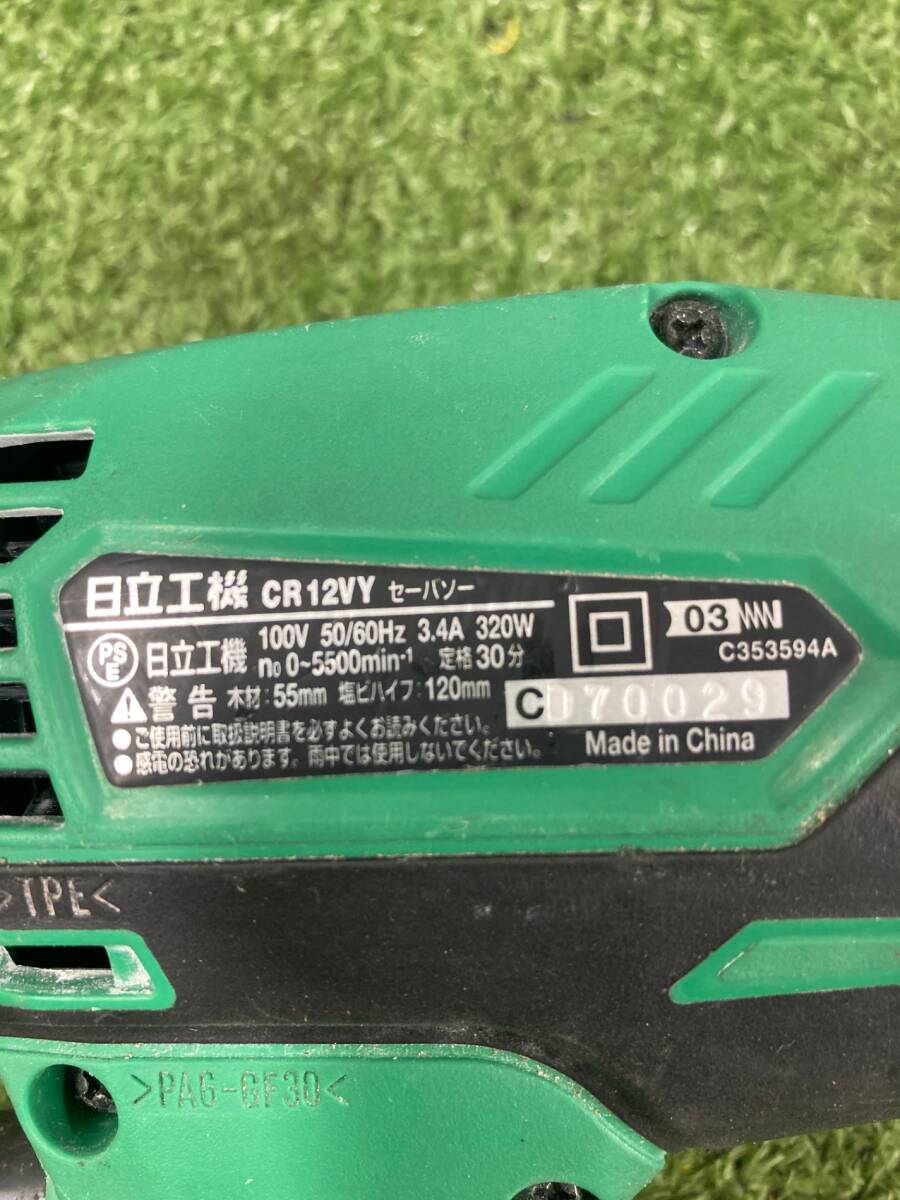 日立工機 CR12VY セーバソー
PSE 日立工機 100V 50/60Hz 3.4A 320W
n₀ 0~5500min⁻¹ 定格30分
警告 木材:55mm 塩ビパイプ:120mm
●ご使用前に取扱説明書を必ずよくお読みください。
●感電の恐れがあります。雨中では使用しないでください。
03
C353594A
CD70029
Made in China
>TPE<
>PA6-GF30<